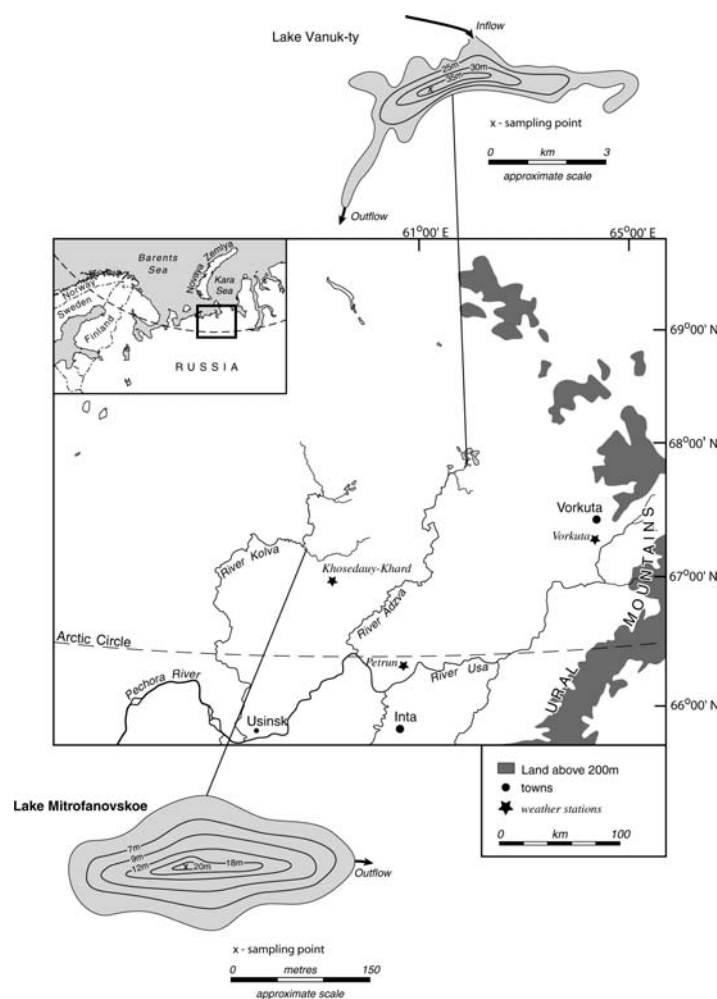 Lake Vanuk-ty
Inflow
25m
30m
35m
x
x - sampling point
0 km 3
approximate scale
Outflow
61°00' E
65°00' E
Barents
Sea
Novaya Zemiya
Kara
Sea
Norway
Sweden
Finland
RUSSIA
69°00' N
68°00' N
Vorkuta
Vorkuta
River Kolva
Khosedauy-Khard
67°00' N
River Adzva
URAL MOUNTAINS
Arctic Circle
Petrun
River Usa
Pechora River
66°00' N
Usinsk
Inta
Land above 200m
towns
weather stations
0 km 100
Lake Mitrofanovskoe
7m
9m
12m
18m
x
20m
Outflow
x - sampling point
0 metres 150
approximate scale